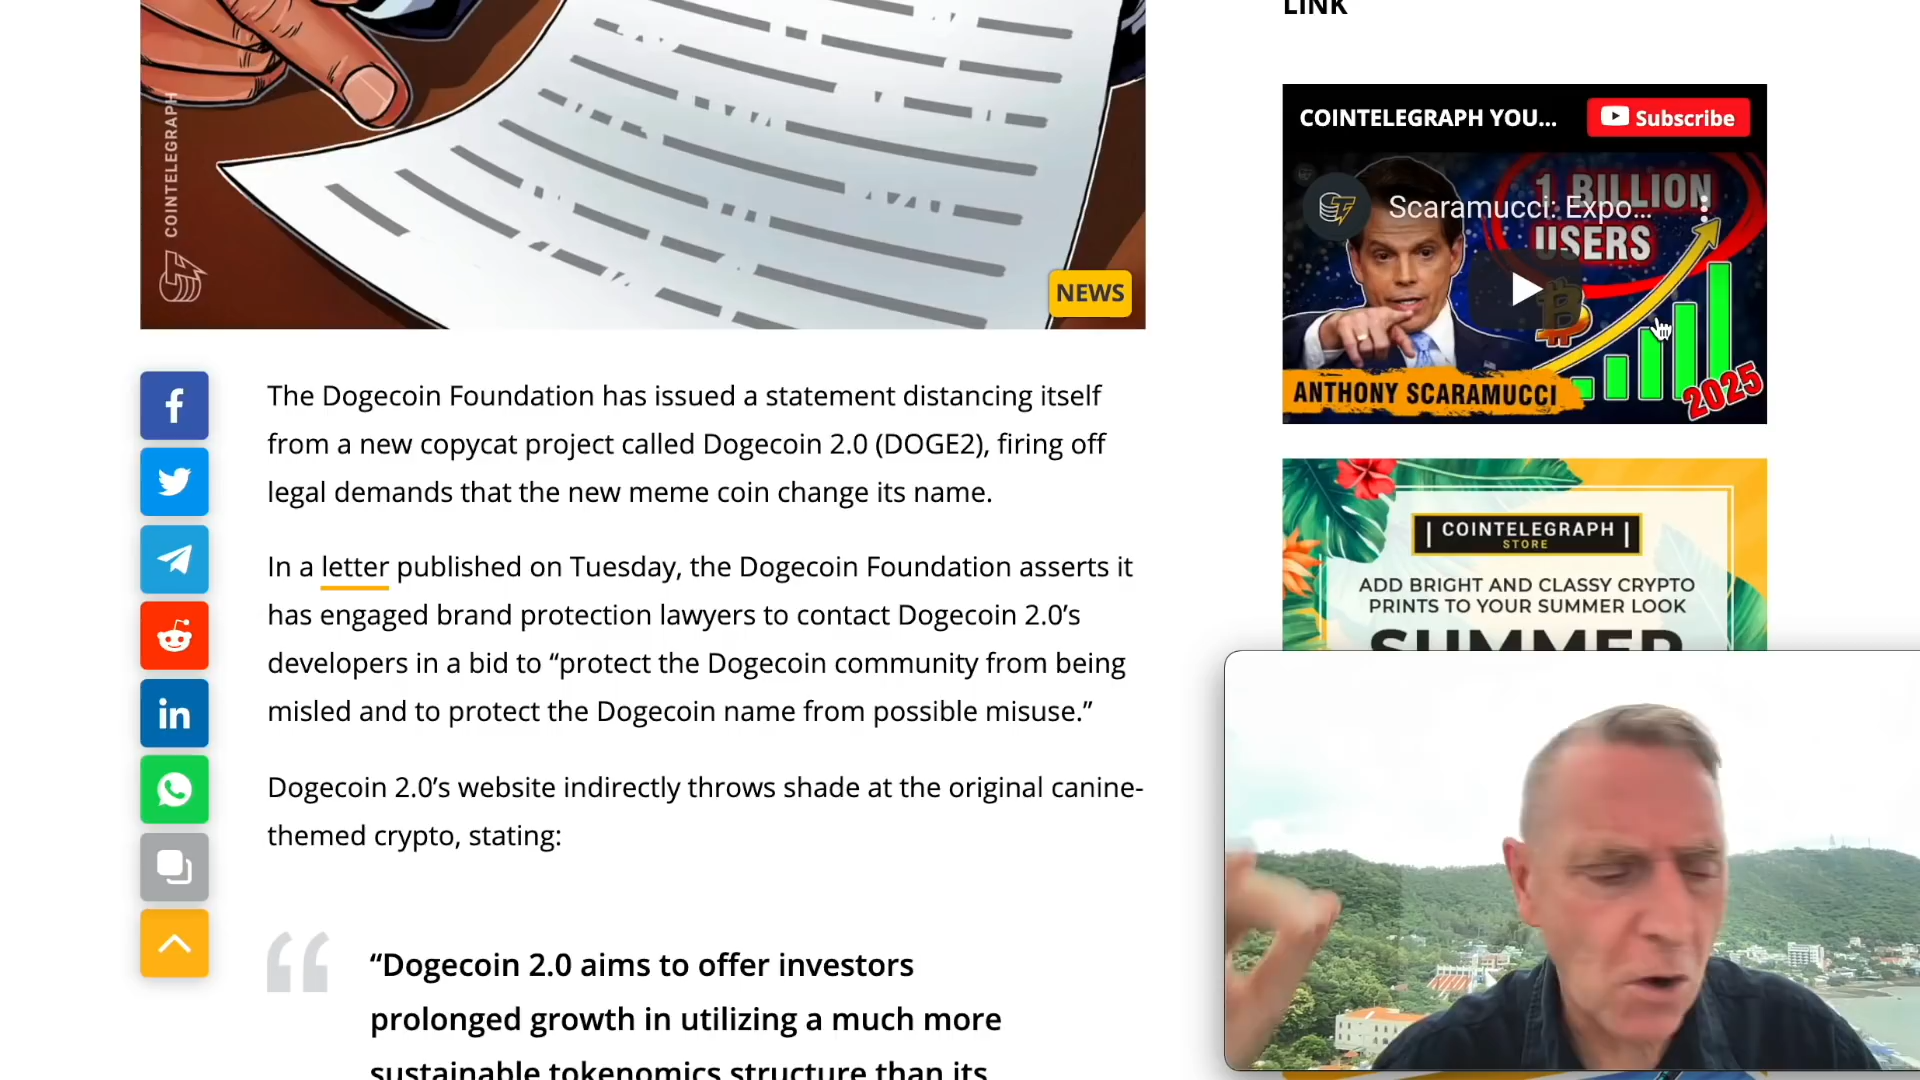 LINK
COINTELEGRAPH
NEWS
The Dogecoin Foundation has issued a statement distancing itself
from a new copycat project called Dogecoin 2.0 (DOGE2), firing off
legal demands that the new meme coin change its name.
In a letter published on Tuesday, the Dogecoin Foundation asserts it
has engaged brand protection lawyers to contact Dogecoin 2.0’s
developers in a bid to “protect the Dogecoin community from being
misled and to protect the Dogecoin name from possible misuse.”
Dogecoin 2.0’s website indirectly throws shade at the original canine-
themed crypto, stating:
“Dogecoin 2.0 aims to offer investors
prolonged growth in utilizing a much more
sustainable tokenomics structure than its
COINTELEGRAPH YOU...
Subscribe
Scaramucci: Expo...
1 BILLION
USERS
ANTHONY SCARAMUCCI
2025
| COINTELEGRAPH |
STORE
ADD BRIGHT AND CLASSY CRYPTO
PRINTS TO YOUR SUMMER LOOK
SUMMER